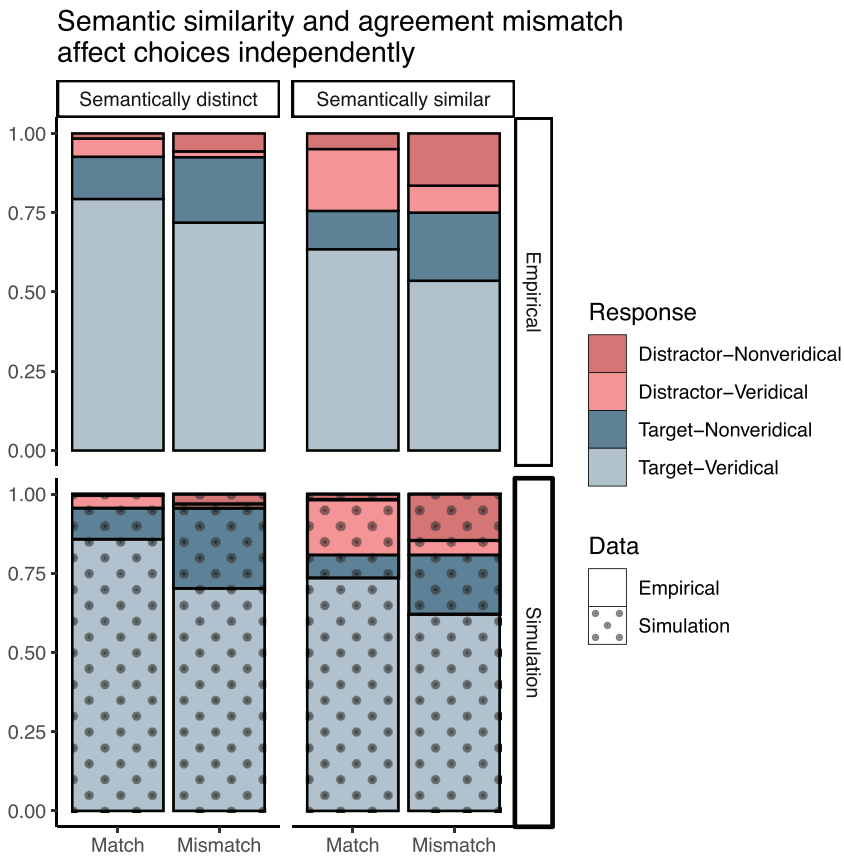 Semantic similarity and agreement mismatch
affect choices independently
Semantically distinct
Semantically similar
1.00
0.75
0.50
0.25
0.00
Empirical
1.00
0.75
0.50
0.25
0.00
Simulation
Match
Mismatch
Match
Mismatch
Response
Distractor−Nonveridical
Distractor−Veridical
Target−Nonveridical
Target−Veridical
Data
Empirical
Simulation